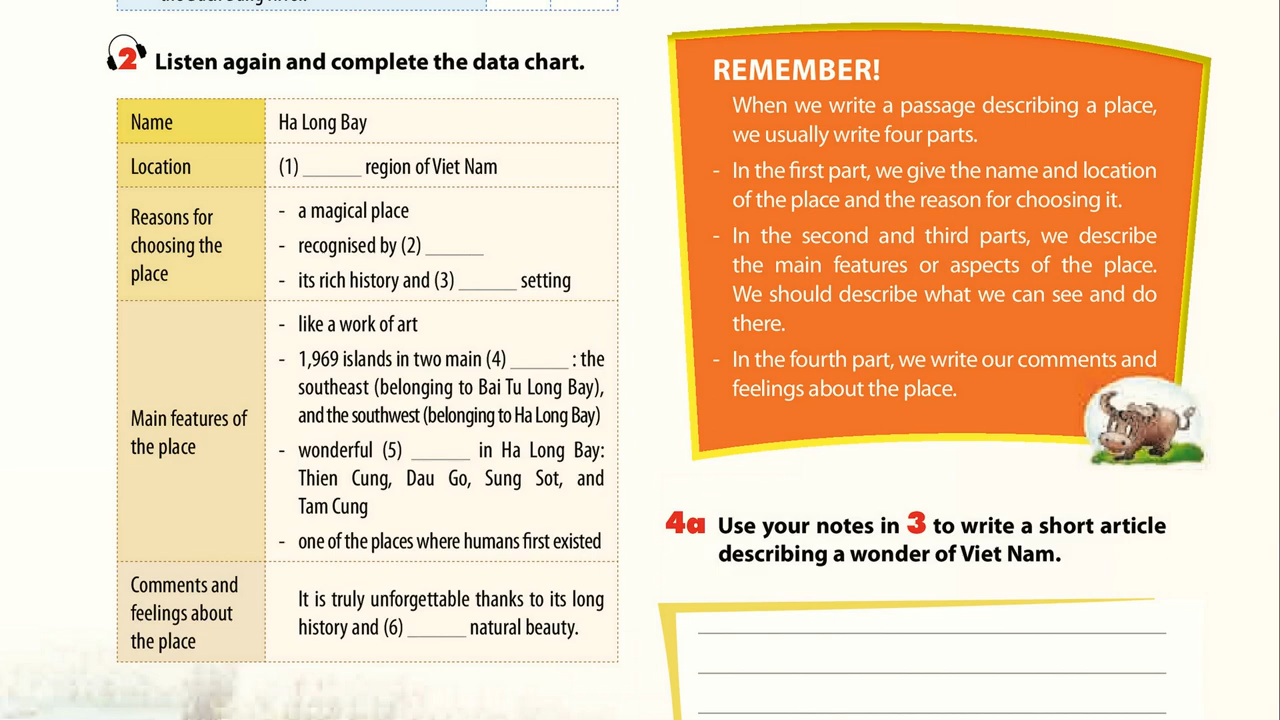 2 Listen again and complete the data chart.
Name
Ha Long Bay
Location
(1) ______ region of Viet Nam
Reasons for
choosing the
place
- a magical place
- recognised by (2) ______
- its rich history and (3) ______ setting
Main features of
the place
- like a work of art
- 1,969 islands in two main (4) ______ : the
southeast (belonging to Bai Tu Long Bay),
and the southwest (belonging to Ha Long Bay)
- wonderful (5) ______ in Ha Long Bay:
Thien Cung, Dau Go, Sung Sot, and
Tam Cung
- one of the places where humans first existed
Comments and
feelings about
the place
It is truly unforgettable thanks to its long
history and (6) ______ natural beauty.
REMEMBER!
When we write a passage describing a place,
we usually write four parts.
- In the first part, we give the name and location
of the place and the reason for choosing it.
- In the second and third parts, we describe
the main features or aspects of the place.
We should describe what we can see and do
there.
- In the fourth part, we write our comments and
feelings about the place.
4a Use your notes in 3 to write a short article
describing a wonder of Viet Nam.